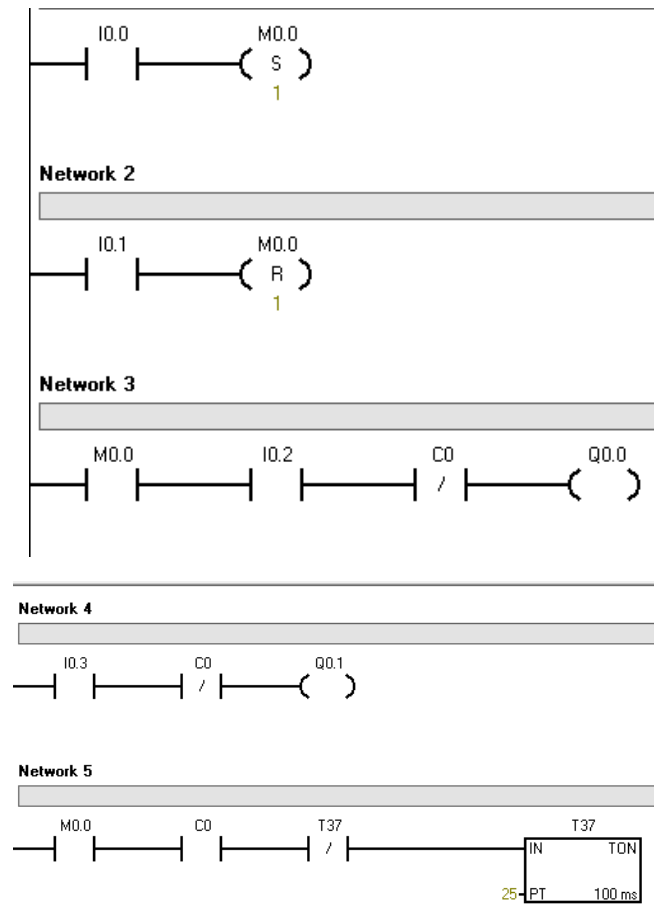 I0.0 M0.0
S
1
Network 2
I0.1 M0.0
R
1
Network 3
M0.0 I0.2 C0 Q0.0
/
Network 4
I0.3 C0 Q0.1
/
Network 5
M0.0 C0 T37 T37
/ IN TON
25 PT 100 ms